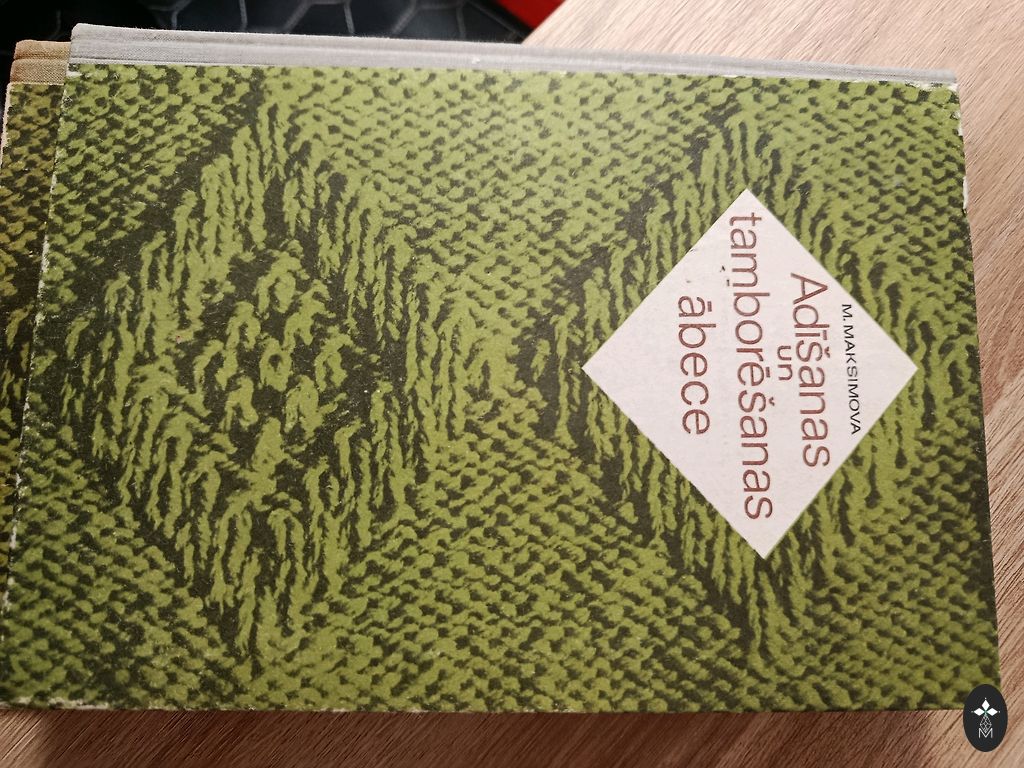 M. MAKSIMOVA
Adīšanas
un
tamborēšanas
ābece
M